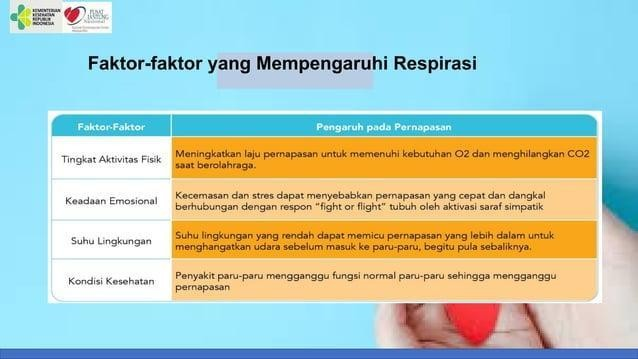 KEMENTERIAN
KESEHATAN
REPUBLIK
INDONESIA
PUSAT
JANTUNG
Nasional
Faktor-faktor yang Mempengaruhi Respirasi
Faktor-Faktor
Pengaruh pada Pernapasan
Tingkat Aktivitas Fisik
Meningkatkan laju pernapasan untuk memenuhi kebutuhan O2 dan menghilangkan CO2
saat berolahraga.
Keadaan Emosional
Kecemasan dan stres dapat menyebabkan pernapasan yang cepat dan dangkal
berhubungan dengan respon “fight or flight” tubuh oleh aktivasi saraf simpatik
Suhu Lingkungan
Suhu lingkungan yang rendah dapat memicu pernapasan yang lebih dalam untuk
menghangatkan udara sebelum masuk ke paru-paru, begitu pula sebaliknya.
Kondisi Kesehatan
Penyakit paru-paru mengganggu fungsi normal paru-paru sehingga mengganggu
pernapasan